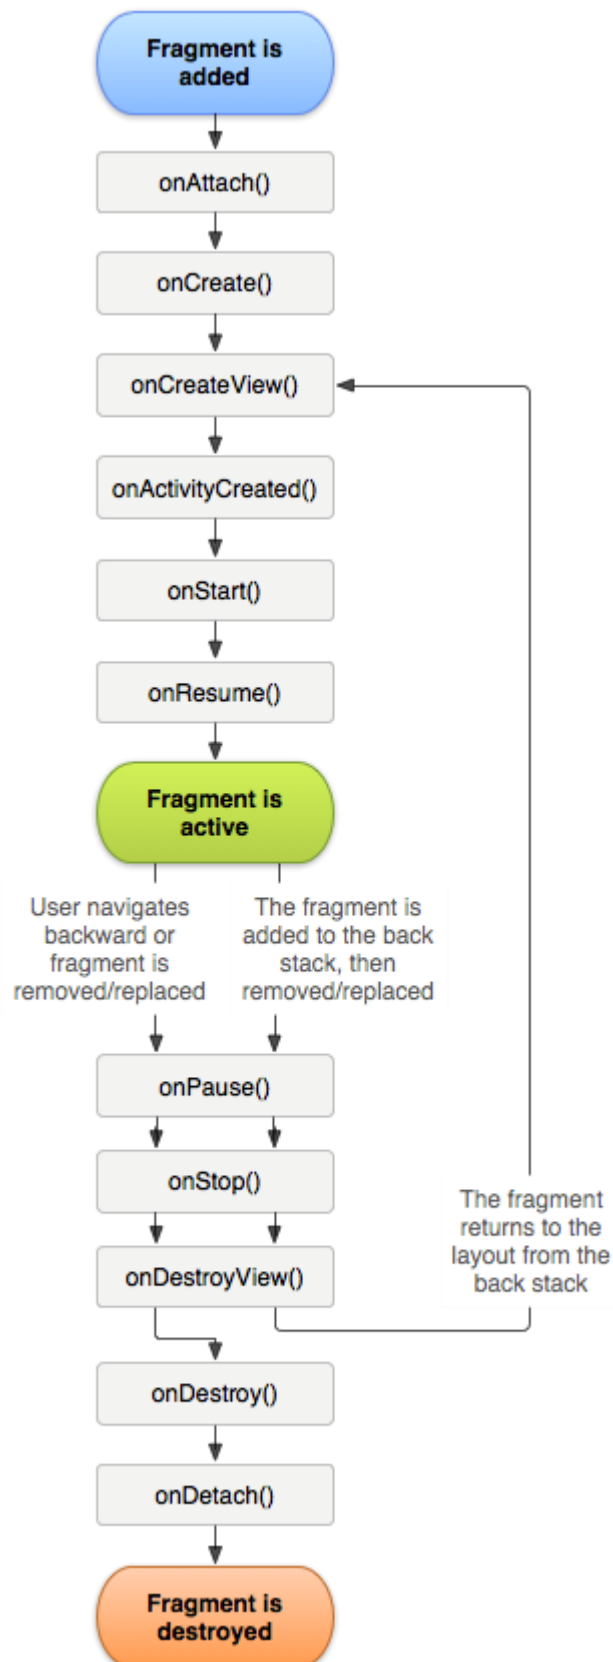 Fragment is
added
onAttach()
onCreate()
onCreateView()
onActivityCreated()
onStart()
onResume()
Fragment is
active
User navigates
backward or
fragment is
removed/replaced
The fragment is
added to the back
stack, then
removed/replaced
onPause()
onStop()
onDestroyView()
The fragment
returns to the
layout from the
back stack
onDestroy()
onDetach()
Fragment is
destroyed